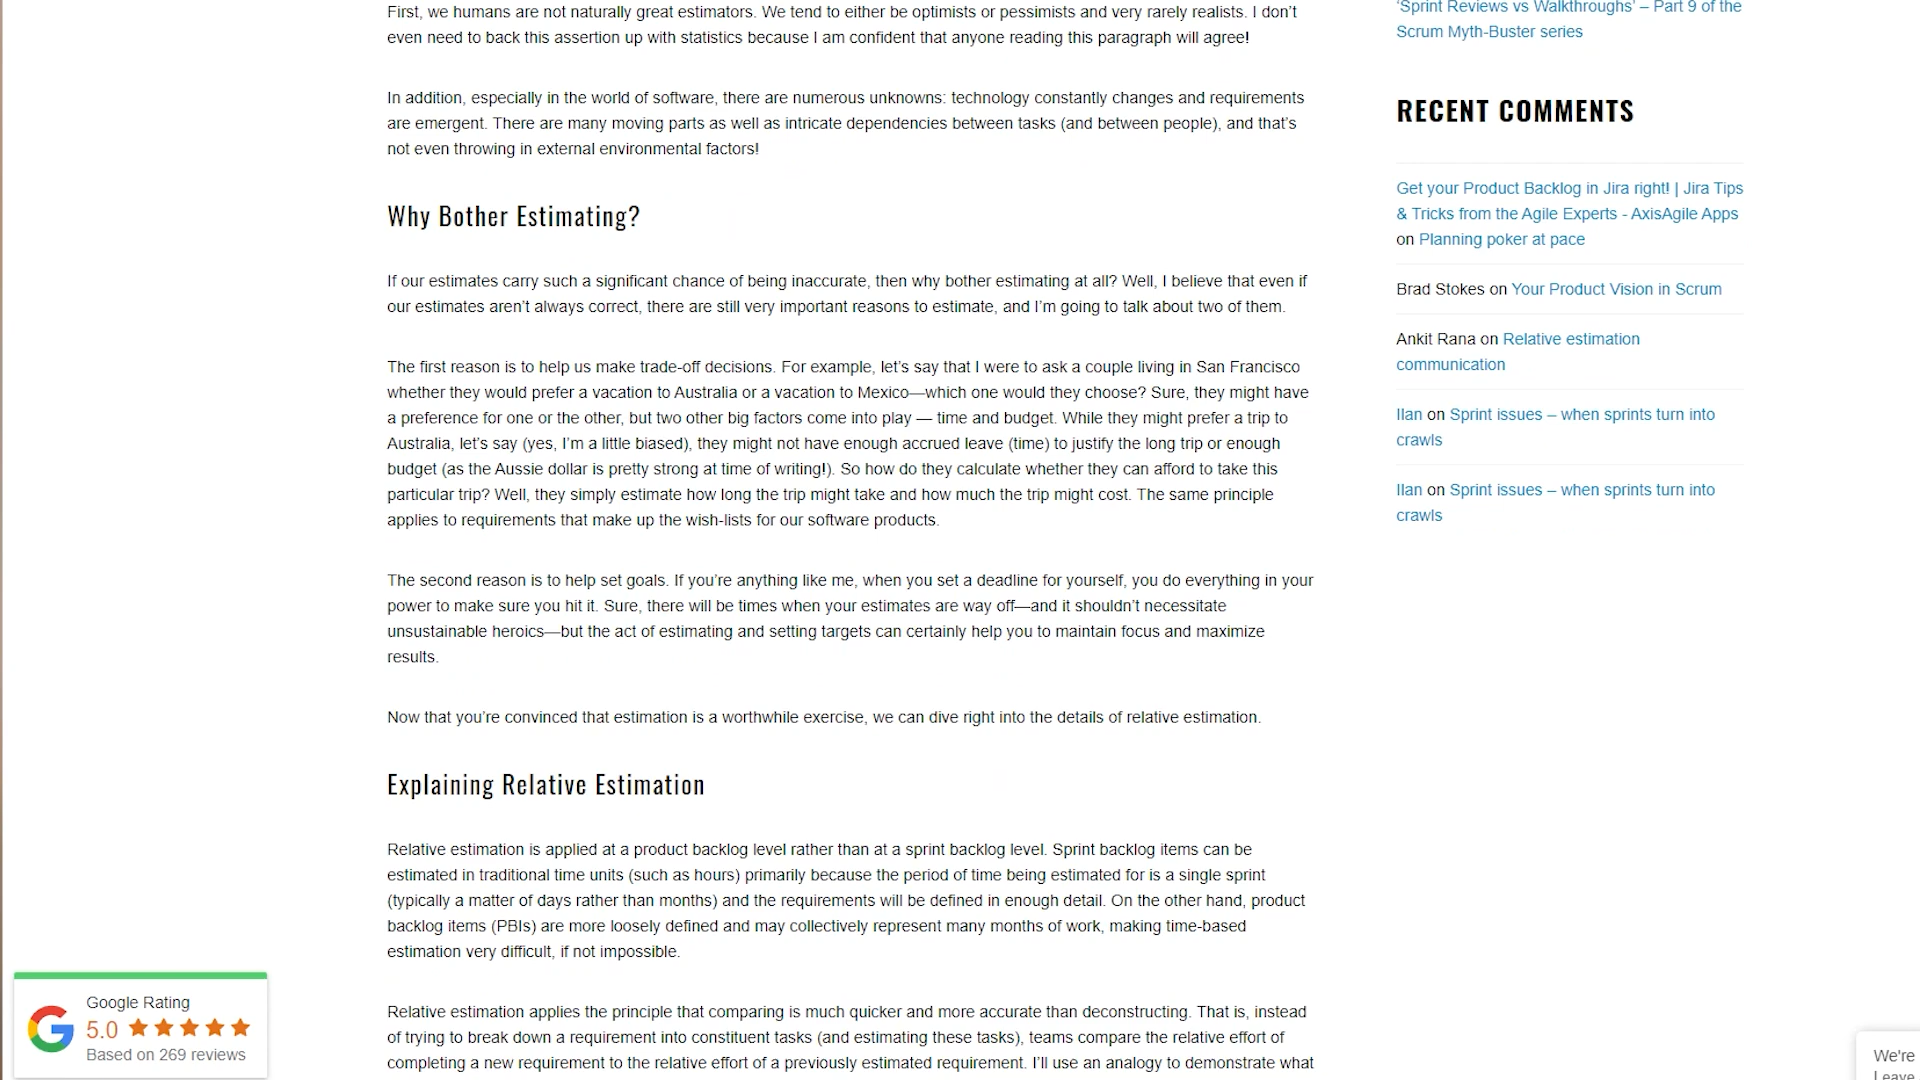 First, we humans are not naturally great estimators. We tend to either be optimists or pessimists and very rarely realists. I don’t
even need to back this assertion up with statistics because I am confident that anyone reading this paragraph will agree!
In addition, especially in the world of software, there are numerous unknowns: technology constantly changes and requirements
are emergent. There are many moving parts as well as intricate dependencies between tasks (and between people), and that’s
not even throwing in external environmental factors!
Why Bother Estimating?
If our estimates carry such a significant chance of being inaccurate, then why bother estimating at all? Well, I believe that even if
our estimates aren’t always correct, there are still very important reasons to estimate, and I’m going to talk about two of them.
The first reason is to help us make trade-off decisions. For example, let’s say that I were to ask a couple living in San Francisco
whether they would prefer a vacation to Australia or a vacation to Mexico—which one would they choose? Sure, they might have
a preference for one or the other, but two other big factors come into play — time and budget. While they might prefer a trip to
Australia, let’s say (yes, I’m a little biased), they might not have enough accrued leave (time) to justify the long trip or enough
budget (as the Aussie dollar is pretty strong at time of writing!). So how do they calculate whether they can afford to take this
particular trip? Well, they simply estimate how long the trip might take and how much the trip might cost. The same principle
applies to requirements that make up the wish-lists for our software products.
The second reason is to help set goals. If you’re anything like me, when you set a deadline for yourself, you do everything in your
power to make sure you hit it. Sure, there will be times when your estimates are way off—and it shouldn’t necessitate
unsustainable heroics—but the act of estimating and setting targets can certainly help you to maintain focus and maximize
results.
Now that you’re convinced that estimation is a worthwhile exercise, we can dive right into the details of relative estimation.
Explaining Relative Estimation
Relative estimation is applied at a product backlog level rather than at a sprint backlog level. Sprint backlog items can be
estimated in traditional time units (such as hours) primarily because the period of time being estimated for is a single sprint
(typically a matter of days rather than months) and the requirements will be defined in enough detail. On the other hand, product
backlog items (PBIs) are more loosely defined and may collectively represent many months of work, making time-based
estimation very difficult, if not impossible.
Relative estimation applies the principle that comparing is much quicker and more accurate than deconstructing. That is, instead
of trying to break down a requirement into constituent tasks (and estimating these tasks), teams compare the relative effort of
completing a new requirement to the relative effort of a previously estimated requirement. I’ll use an analogy to demonstrate what
‘Sprint Reviews vs Walkthroughs’ – Part 9 of the
Scrum Myth-Buster series
RECENT COMMENTS
Get your Product Backlog in Jira right! | Jira Tips
& Tricks from the Agile Experts - AxisAgile Apps
on Planning poker at pace
Brad Stokes on Your Product Vision in Scrum
Ankit Rana on Relative estimation
communication
Ilan on Sprint issues – when sprints turn into
crawls
Ilan on Sprint issues – when sprints turn into
crawls
Google Rating
5.0
Based on 269 reviews
We're
Leave